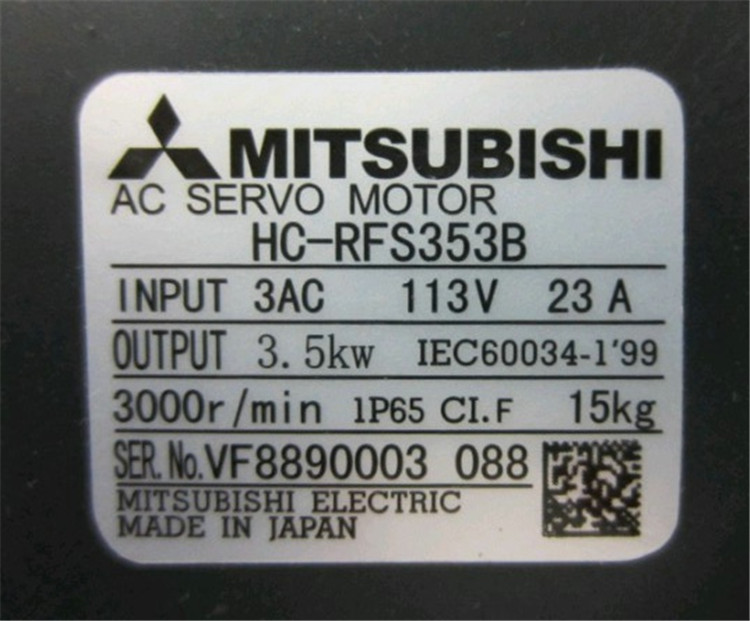 MITSUBISHI
AC SERVO MOTOR
HC-RFS353B
INPUT 3AC 113V 23 A
OUTPUT 3.5kw IEC60034-1'99
3000r/min 1P65 CI.F 15kg
SER. No. VF8890003 088
MITSUBISHI ELECTRIC
MADE IN JAPAN